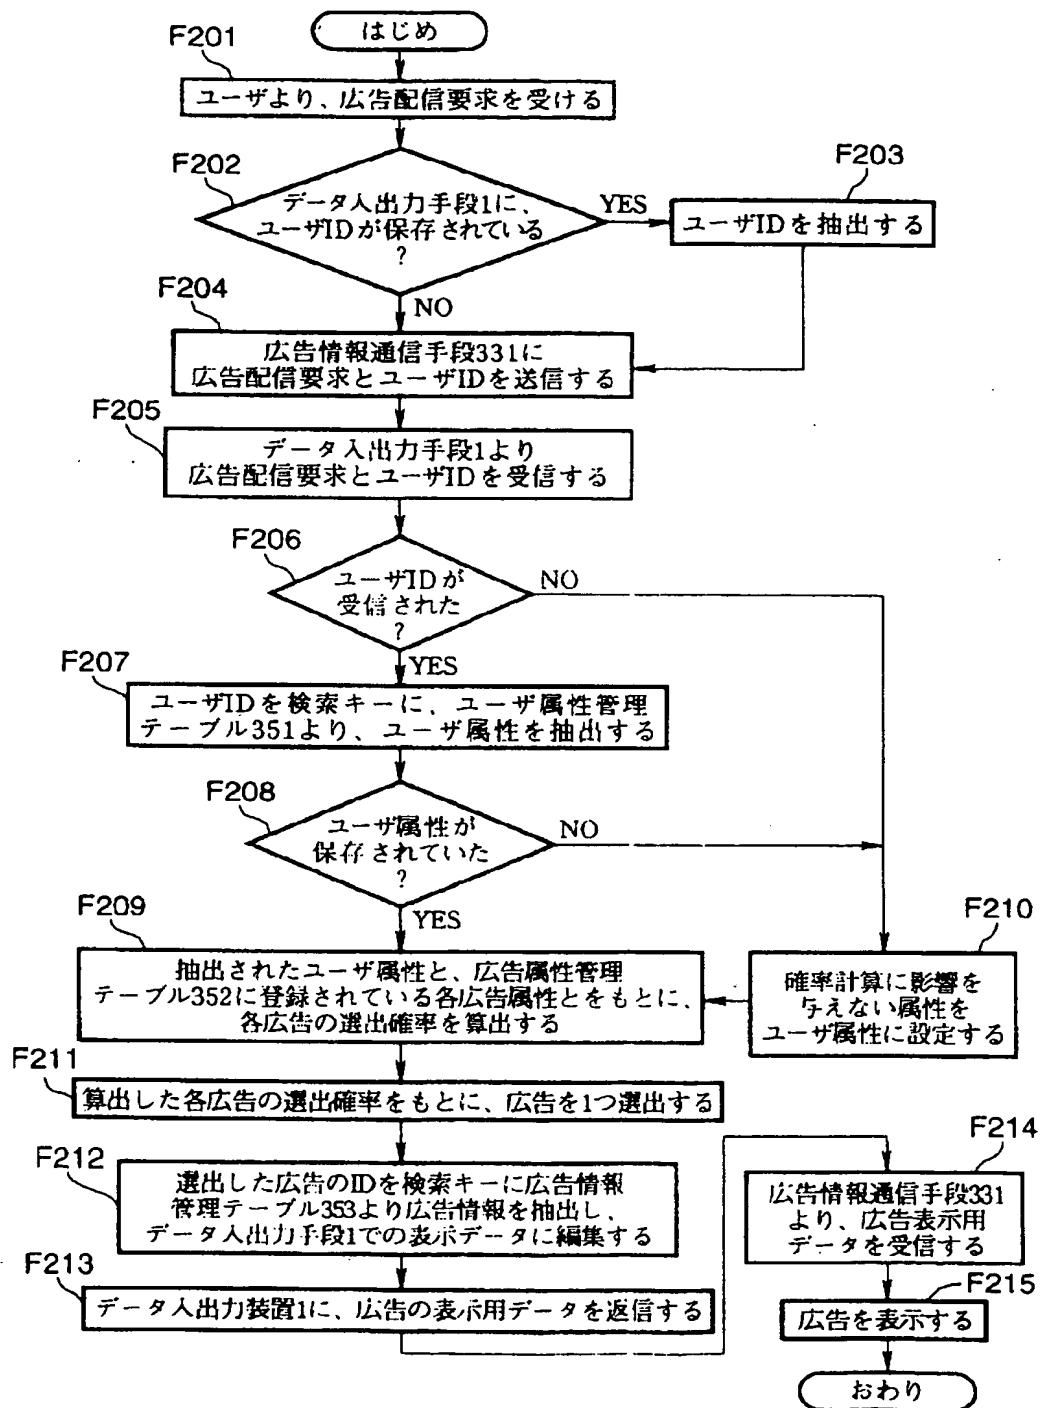 はじめ
F201
ユーザより、広告配信要求を受ける
F202
データ入出力手段1に、
ユーザIDが保存されている
?
YES
F203
ユーザIDを抽出する
NO
F204
広告情報通信手段331に
広告配信要求とユーザIDを送信する
F205
データ入出力手段1より
広告配信要求とユーザIDを受信する
F206
ユーザIDが
受信された
?
NO
YES
F207
ユーザIDを検索キーに、ユーザ属性管理
テーブル351より、ユーザ属性を抽出する
F208
ユーザ属性が
保存されていた
?
NO
YES
F209
抽出されたユーザ属性と、広告属性管理
テーブル352に登録されている各広告属性とをもとに、
各広告の選出確率を算出する
F210
確率計算に影響を
与えない属性を
ユーザ属性に設定する
F211
算出した各広告の選出確率をもとに、広告を1つ選出する
F212
選出した広告のIDを検索キーに広告情報
管理テーブル353より広告情報を抽出し、
データ入出力手段1での表示データに編集する
F213
データ入出力装置1に、広告の表示用データを返信する
F214
広告情報通信手段331
より、広告表示用
データを受信する
F215
広告を表示する
おわり